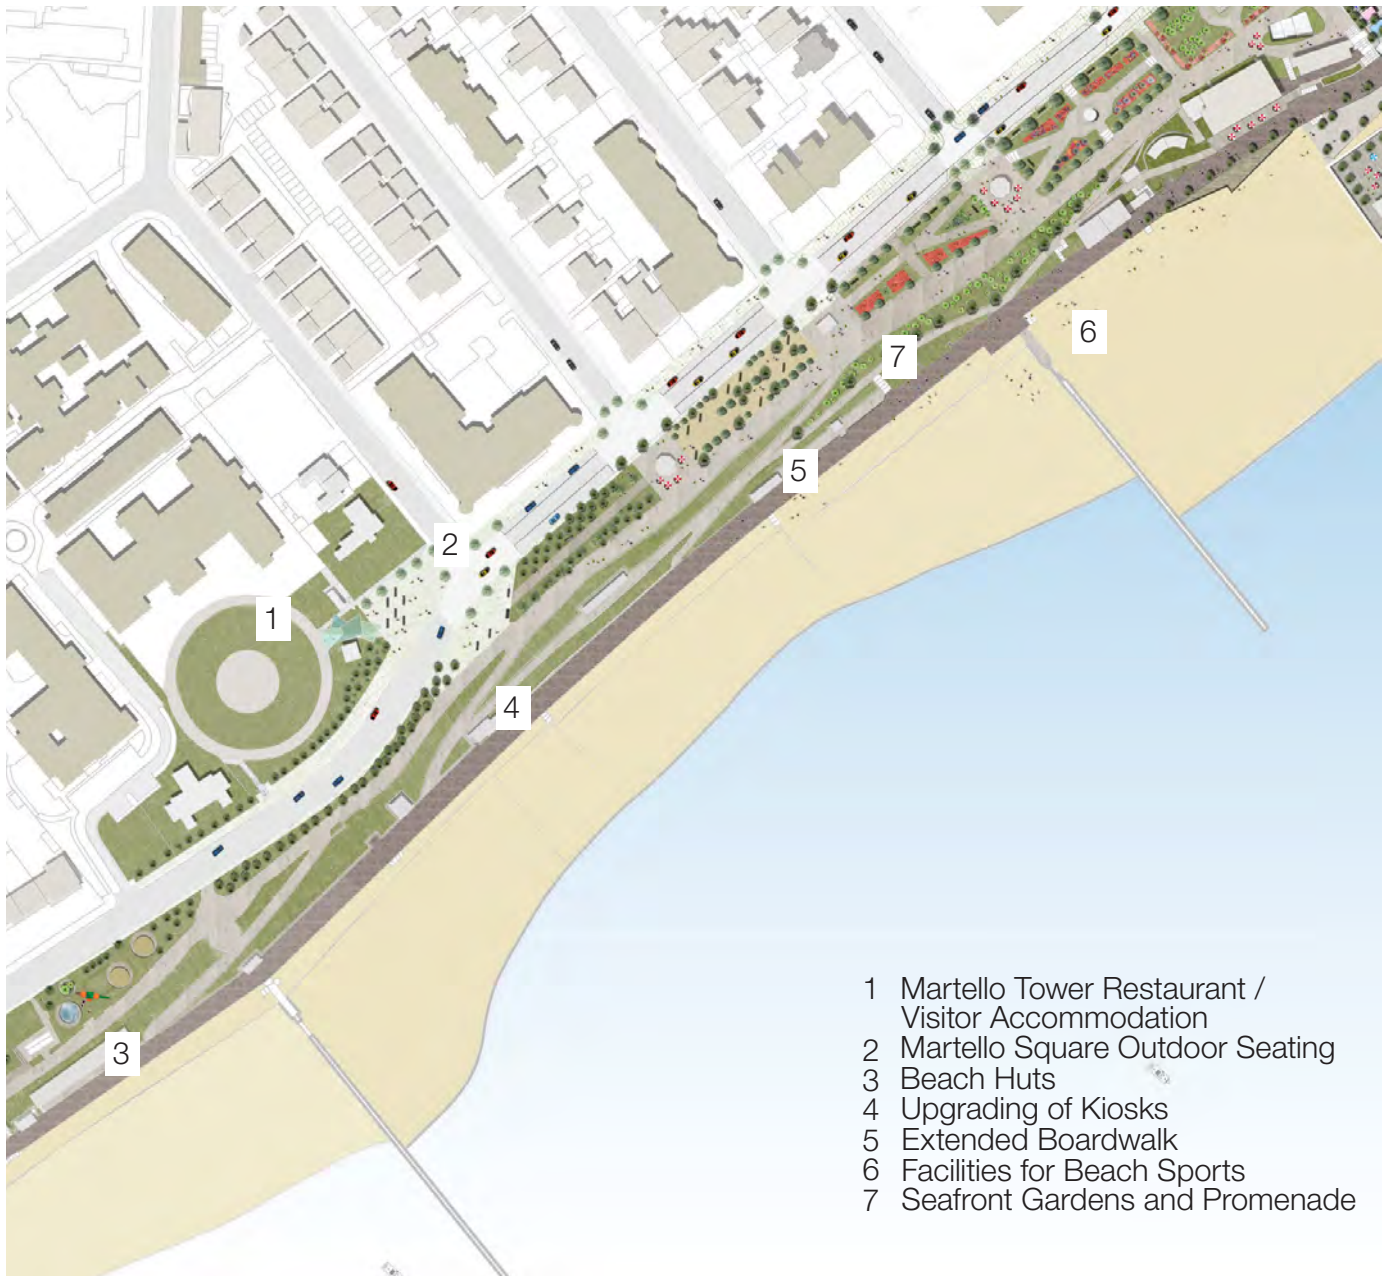 6
7
5
2
1
4
3
1 Martello Tower Restaurant /
Visitor Accommodation
2 Martello Square Outdoor Seating
3 Beach Huts
4 Upgrading of Kiosks
5 Extended Boardwalk
6 Facilities for Beach Sports
7 Seafront Gardens and Promenade